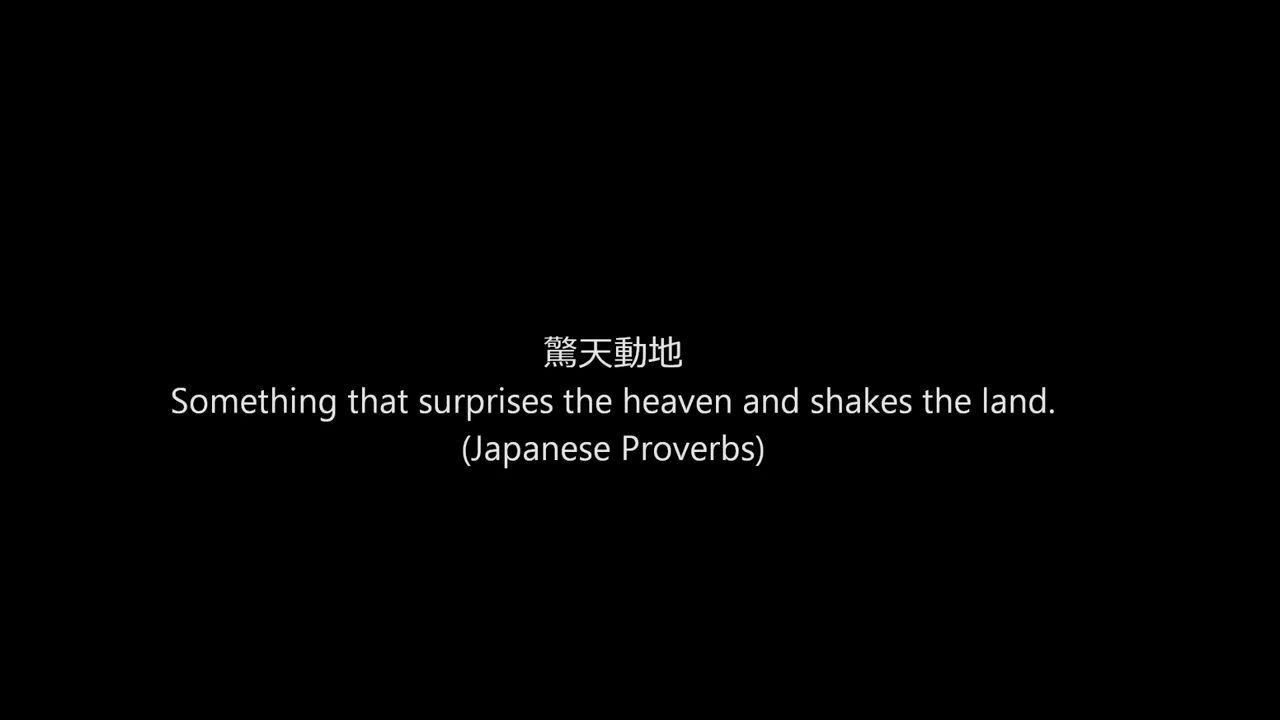 驚天動地
Something that surprises the heaven and shakes the land.
(Japanese Proverbs)